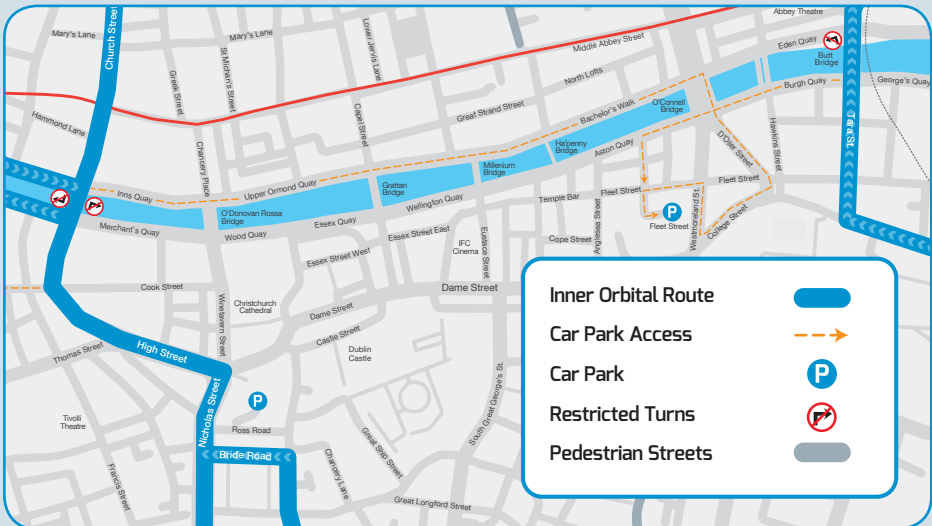 Abbey Theatre
Mary's Lane
Church Street
Mary's Lane
Lower Jervis Lane
Middle Abbey Street
Eden Quay
Butt
Bridge
Greek Street
St Michan's Street
North Lotts
Burgh Quay
George's Quay
Hammond Lane
Great Strand Street
Capel Street
Bachelor's Walk
O'Connell
Bridge
Tara St.
Chancery Place
Ha'penny
Bridge
Aston Quay
D'Olier Street
Hawkins Street
Millenium
Bridge
Inns Quay
Upper Ormond Quay
Grattan
Bridge
Fleet Street
Fleet Street
Temple Bar
Wellington Quay
O'Donovan Rossa
Bridge
Essex Quay
Merchant's Quay
Wood Quay
Essex Street East
P
Fleet Street
Anglesea Street
Westmoreland St.
College Street
Cope Street
IFC
Cinema
Eustace Street
Essex Street West
Cook Street
Dame Street
Christchurch
Cathedral
Winetavern Street
Dame Street
Castle Street
High Street
Thomas Street
Dublin
Castle
P
Nicholas Street
Tivolli
Theatre
Ross Road
Bride Road
South Great George's St.
Great Ship Street
Chancery Lane
Francis Street
Great Longford Street
Inner Orbital Route
Car Park Access
Car Park
P
Restricted Turns
Pedestrian Streets